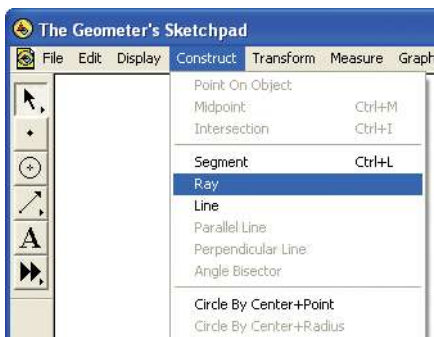 The Geometer's Sketchpad
File Edit Display Construct Transform Measure Graph
Point On Object
Midpoint Ctrl+M
Intersection Ctrl+I
Segment Ctrl+L
Ray
Line
Parallel Line
Perpendicular Line
Angle Bisector
Circle By Center+Point
Circle By Center+Radius
A